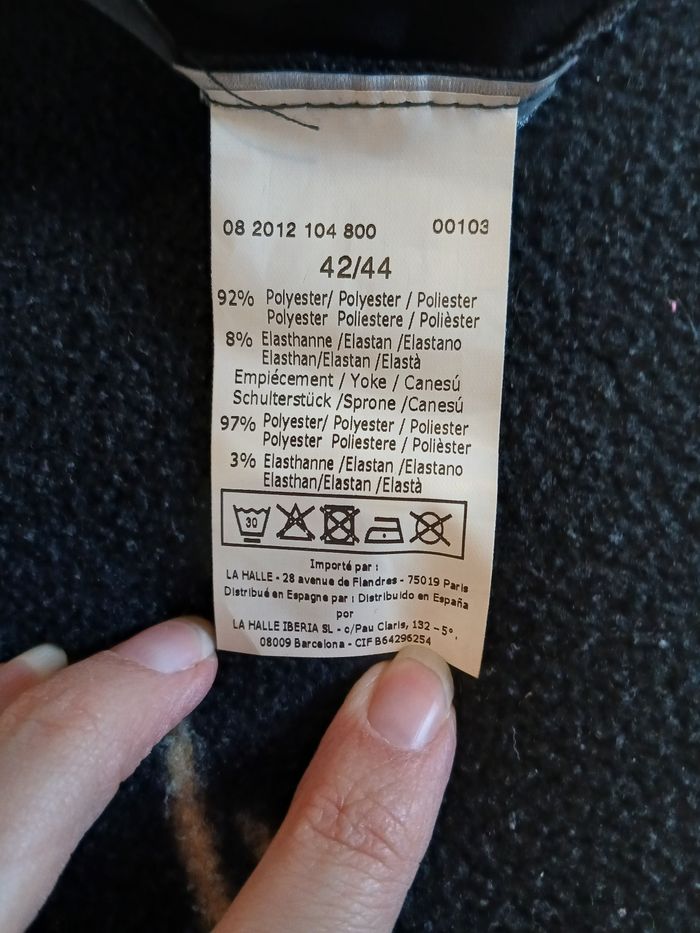 08 2012 104 800 00103
42/44
92% Polyester/ Polyester / Poliester
Polyester Poliestere / Polièster
8% Elasthanne /Elastan /Elastano
Elasthan/Elastan /Elastà
Empiécement / Yoke / Canesú
Schulterstück /Sprone /Canesú
97% Polyester/ Polyester / Poliester
Polyester Poliestere / Polièster
3% Elasthanne /Elastan /Elastano
Elasthan/Elastan /Elastà
30
Importé par :
LA HALLE - 28 avenue de Flandres - 75019 Paris
Distribué en Espagne par : Distribuido en España
por
LA HALLE IBERIA SL - c/Pau Claris, 132 - 5º,
08009 Barcelona - CIF B64296254